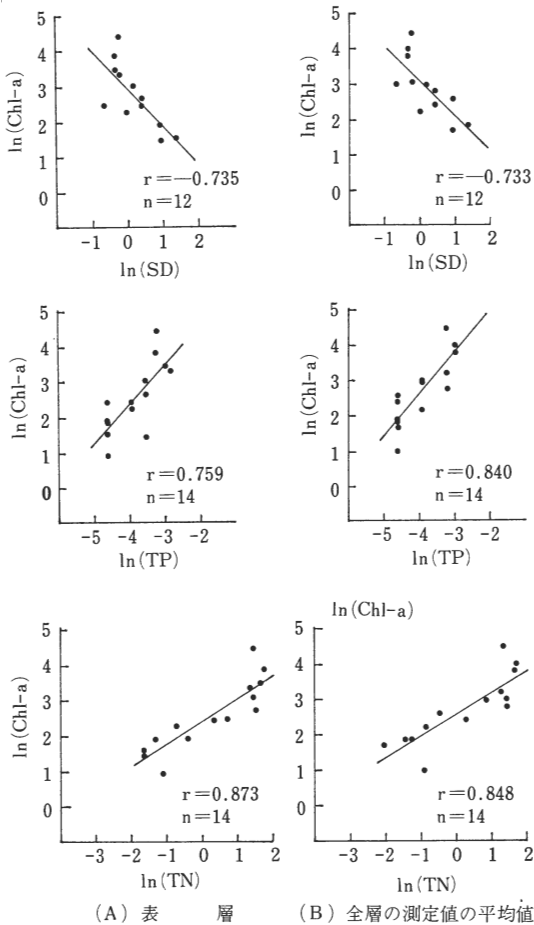 5
4
3
2
1
0
ln(Chl-a)
r=−0.735
n=12
-1 0 1 2
ln(SD)
5
4
3
2
1
0
ln(Chl-a)
r=−0.733
n=12
-1 0 1 2
ln(SD)
5
4
3
2
1
0
ln(Chl-a)
r=0.759
n=14
-5 -4 -3 -2
ln(TP)
5
4
3
2
1
0
ln(Chl-a)
r=0.840
n=14
-5 -4 -3 -2
ln(TP)
5
4
3
2
1
0
ln(Chl-a)
r=0.873
n=14
-3 -2 -1 0 1 2
ln(TN)
ln(Chl-a)
5
4
3
2
1
0
r=0.848
n=14
-3 -2 -1 0 1 2
ln(TN)
(A) 表 層
(B) 全層の測定値の平均値